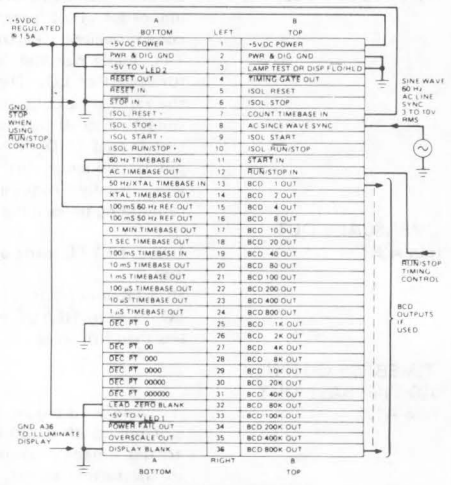 A B
BOTTOM LEFT TOP
+5VDC POWER 1 +5VDC POWER
PWR & DIG GND 2 PWR & DIG GND
+5V TO V LED 2 3 LAMP TEST OR DISP FLO/HLD
RESET OUT 4 TIMING GATE OUT
RESET IN 5 ISOL RESET
STOP IN 6 ISOL STOP
ISOL RESET + 7 COUNT TIMEBASE IN
ISOL STOP + 8 AC SINCE WAVE SYNC
ISOL START + 9 ISOL START
ISOL RUN/STOP + 10 ISOL RUN/STOP
60 Hz TIMEBASE IN 11 START IN
AC TIMEBASE OUT 12 RUN/STOP IN
50 Hz/XTAL TIMEBASE IN 13 BCD 1 OUT
XTAL TIMEBASE OUT 14 BCD 2 OUT
100 mS 60 Hz REF OUT 15 BCD 4 OUT
100 mS 50 Hz REF OUT 16 BCD 8 OUT
0.1 MIN TIMEBASE OUT 17 BCD 10 OUT
1 SEC TIMEBASE OUT 18 BCD 20 OUT
100 mS TIMEBASE IN 19 BCD 40 OUT
10 mS TIMEBASE OUT 20 BCD 80 OUT
1 mS TIMEBASE OUT 21 BCD 100 OUT
100 µS TIMEBASE OUT 22 BCD 200 OUT
10 µS TIMEBASE OUT 23 BCD 400 OUT
1 µS TIMEBASE OUT 24 BCD 800 OUT
DEC PT 0 25 BCD 1K OUT
26 BCD 2K OUT
DEC PT 00 27 BCD 4K OUT
DEC PT 000 28 BCD 8K OUT
DEC PT 0000 29 BCD 10K OUT
DEC PT 00000 30 BCD 20K OUT
DEC PT 000000 31 BCD 40K OUT
LEAD ZERO BLANK 32 BCD 80K OUT
+5V TO V LED 1 33 BCD 100K OUT
POWER FAIL OUT 34 BCD 200K OUT
OVERSCALE OUT 35 BCD 400K OUT
DISPLAY BLANK 36 BCD 800K OUT
A RIGHT B
BOTTOM TOP
+5VDC
REGULATED
@ 1.5A
GND
STOP
WHEN
USING
RUN/STOP
CONTROL
GND A36
TO ILLUMINATE
DISPLAY
SINE WAVE
60 Hz
AC LINE
SYNC
3 TO 10V
RMS
RUN/STOP
TIMING
CONTROL
BCD
OUTPUTS
IF
USED